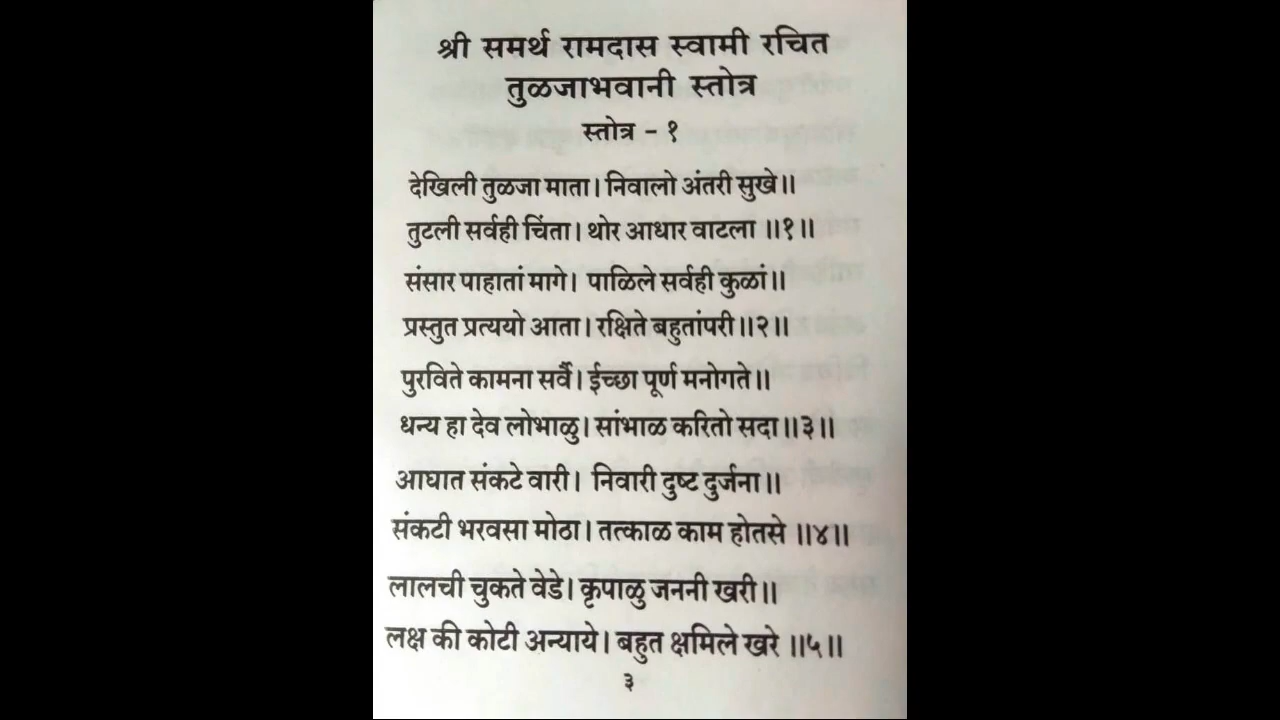 श्री समर्थ रामदास स्वामी रचित
तुळजाभवानी स्तोत्र
स्तोत्र - १
देखिली तुळजा माता। निवालो अंतरी सुखे॥
तुटली सर्वही चिंता। थोर आधार वाटला ॥१॥
संसार पाहातां मागे। पाळिले सर्वही कुळां॥
प्रस्तुत प्रत्ययो आता। रक्षिते बहुतांपरी॥२॥
पुरविते कामना सर्वै। ईच्छा पूर्ण मनोगते॥
धन्य हा देव लोभाळु। सांभाळ करितो सदा॥३॥
आघात संकटे वारी। निवारी दुष्ट दुर्जना॥
संकटी भरवसा मोठा। तत्काळ काम होतसे ॥४॥
लालची चुकते वेडे। कृपाळु जननी खरी॥
लक्ष की कोटी अन्याये। बहुत क्षमिले खरे ॥५॥
३